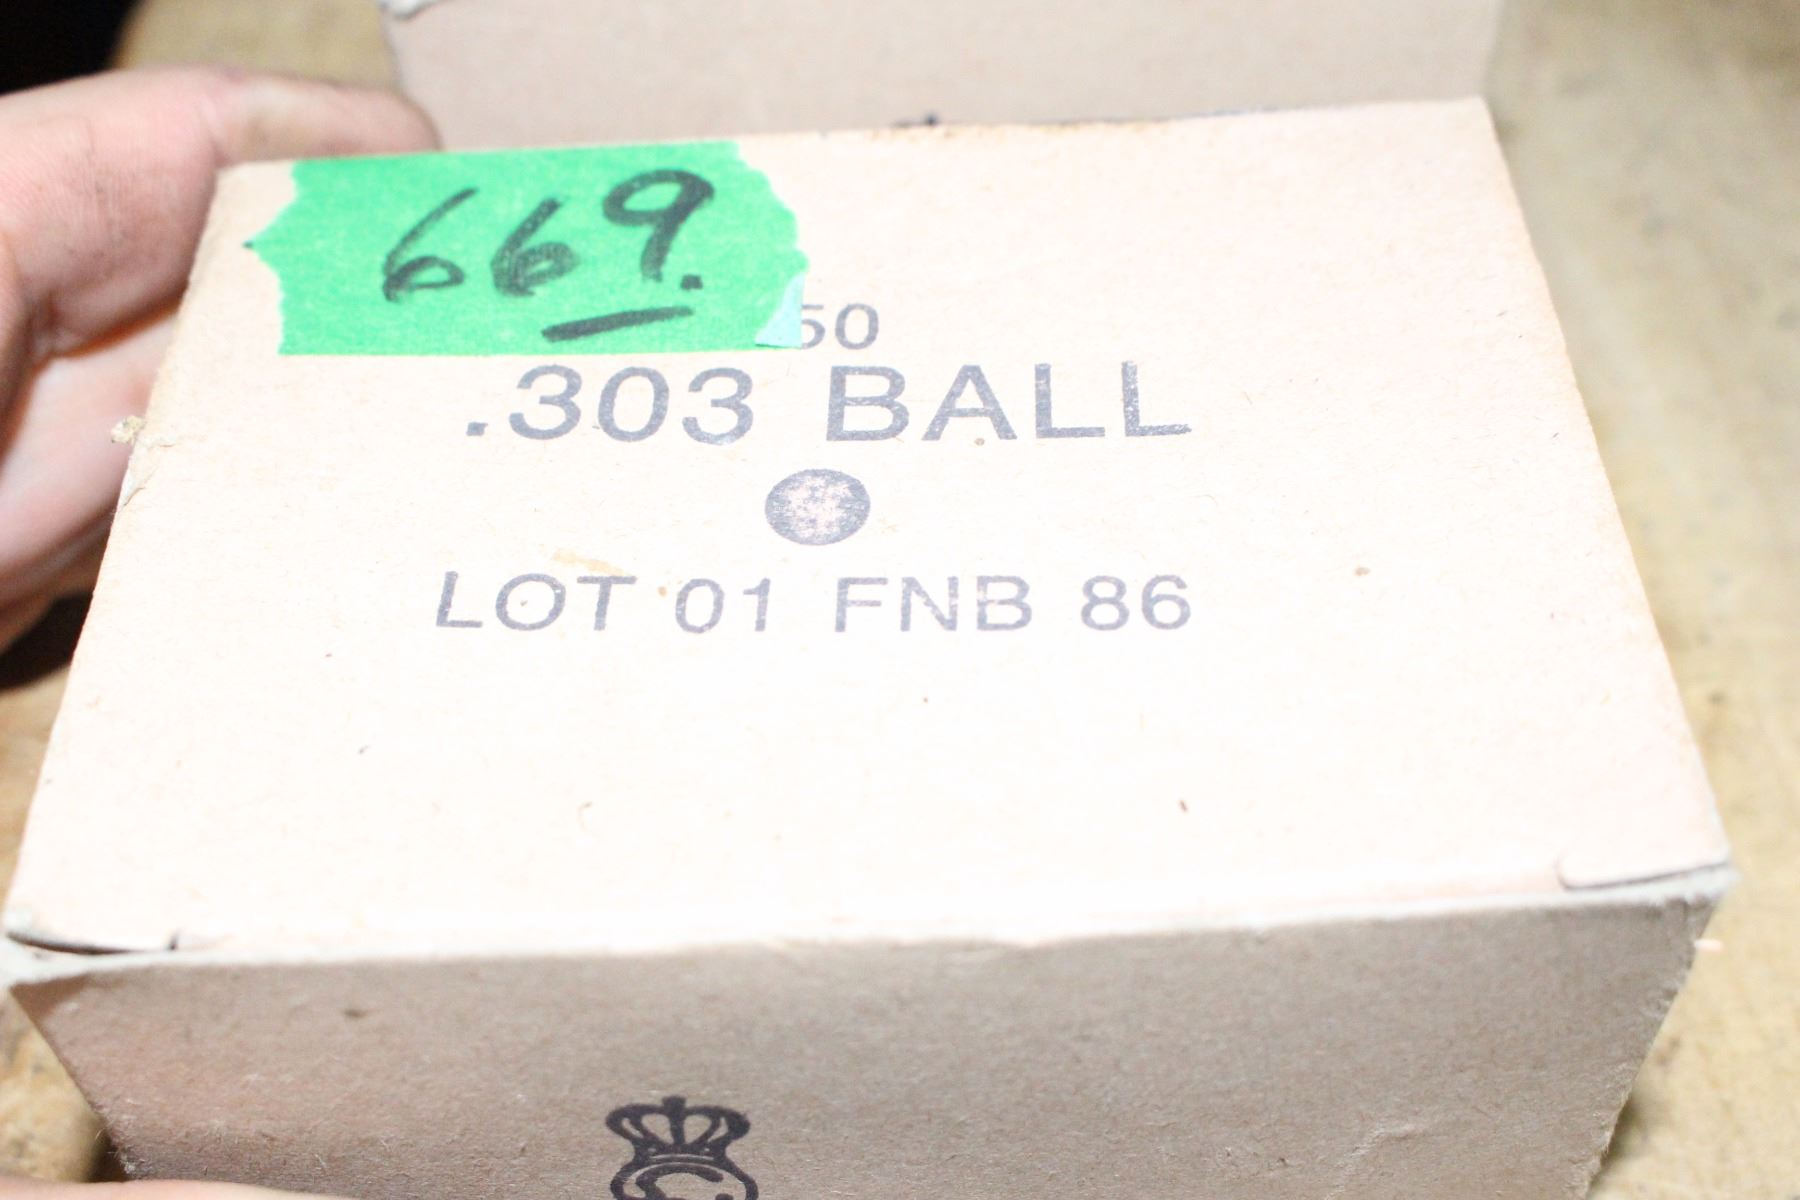 669.
50
.303 BALL
LOT 01 FNB 86